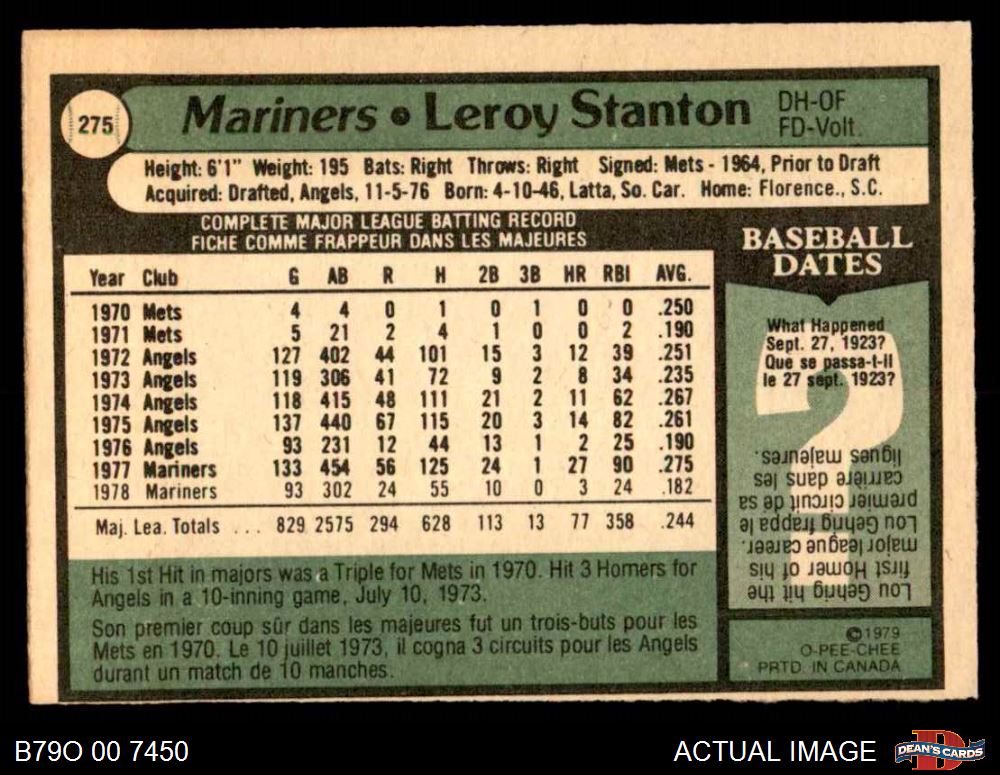 275
Mariners • Leroy Stanton
DH-OF
FD-Volt.
Height: 6'1" Weight: 195 Bats: Right Throws: Right Signed: Mets - 1964, Prior to Draft
Acquired: Drafted, Angels, 11-5-76 Born: 4-10-46, Latta, So. Car. Home: Florence., S.C.
COMPLETE MAJOR LEAGUE BATTING RECORD
FICHE COMME FRAPPEUR DANS LES MAJEURES
Year Club G AB R H 2B 3B HR RBI AVG.
1970 Mets 4 4 0 1 0 1 0 0 .250
1971 Mets 5 21 2 4 1 0 0 2 .190
1972 Angels 127 402 44 101 15 3 12 39 .251
1973 Angels 119 306 41 72 9 2 8 34 .235
1974 Angels 118 415 48 111 21 2 11 62 .267
1975 Angels 137 440 67 115 20 3 14 82 .261
1976 Angels 93 231 12 44 13 1 2 25 .190
1977 Mariners 133 454 56 125 24 1 27 90 .275
1978 Mariners 93 302 24 55 10 0 3 24 .182
Maj. Lea. Totals ... 829 2575 294 628 113 13 77 358 .244
His 1st Hit in majors was a Triple for Mets in 1970. Hit 3 Homers for
Angels in a 10-inning game, July 10, 1973.
Son premier coup sûr dans les majeures fut un trois-buts pour les
Mets en 1970. Le 10 juillet 1973, il cogna 3 circuits pour les Angels
durant un match de 10 manches.
BASEBALL
DATES
What Happened
Sept. 27, 1923?
Que se passa-t-il
le 27 sept. 1923?
Lou Gehrig hit the
first Homer of his
major league career.
Lou Gehrig frappe le
premier circuit de sa
carrière dans les
ligues majeures.
©1979
O-PEE-CHEE
PRTD. IN CANADA
B79O 00 7450
ACTUAL IMAGE
DEAN'S CARDS